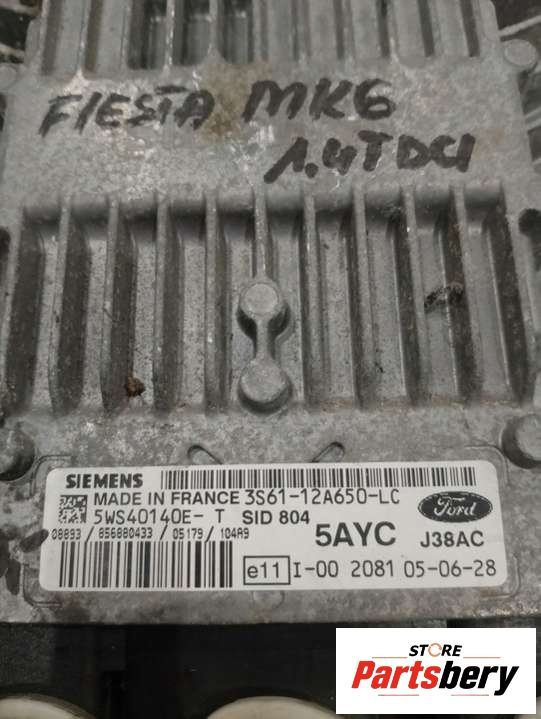 FIESTA MK6
1.4TDCI
SIEMENS
MADE IN FRANCE 3S61-12A650-LC
5WS40140E-T SID 804
Ford
08893 / 856880433 / 05179 / 104A9
5AYC J38AC
e11 I-00 2081 05-06-28
STORE
Partsbery